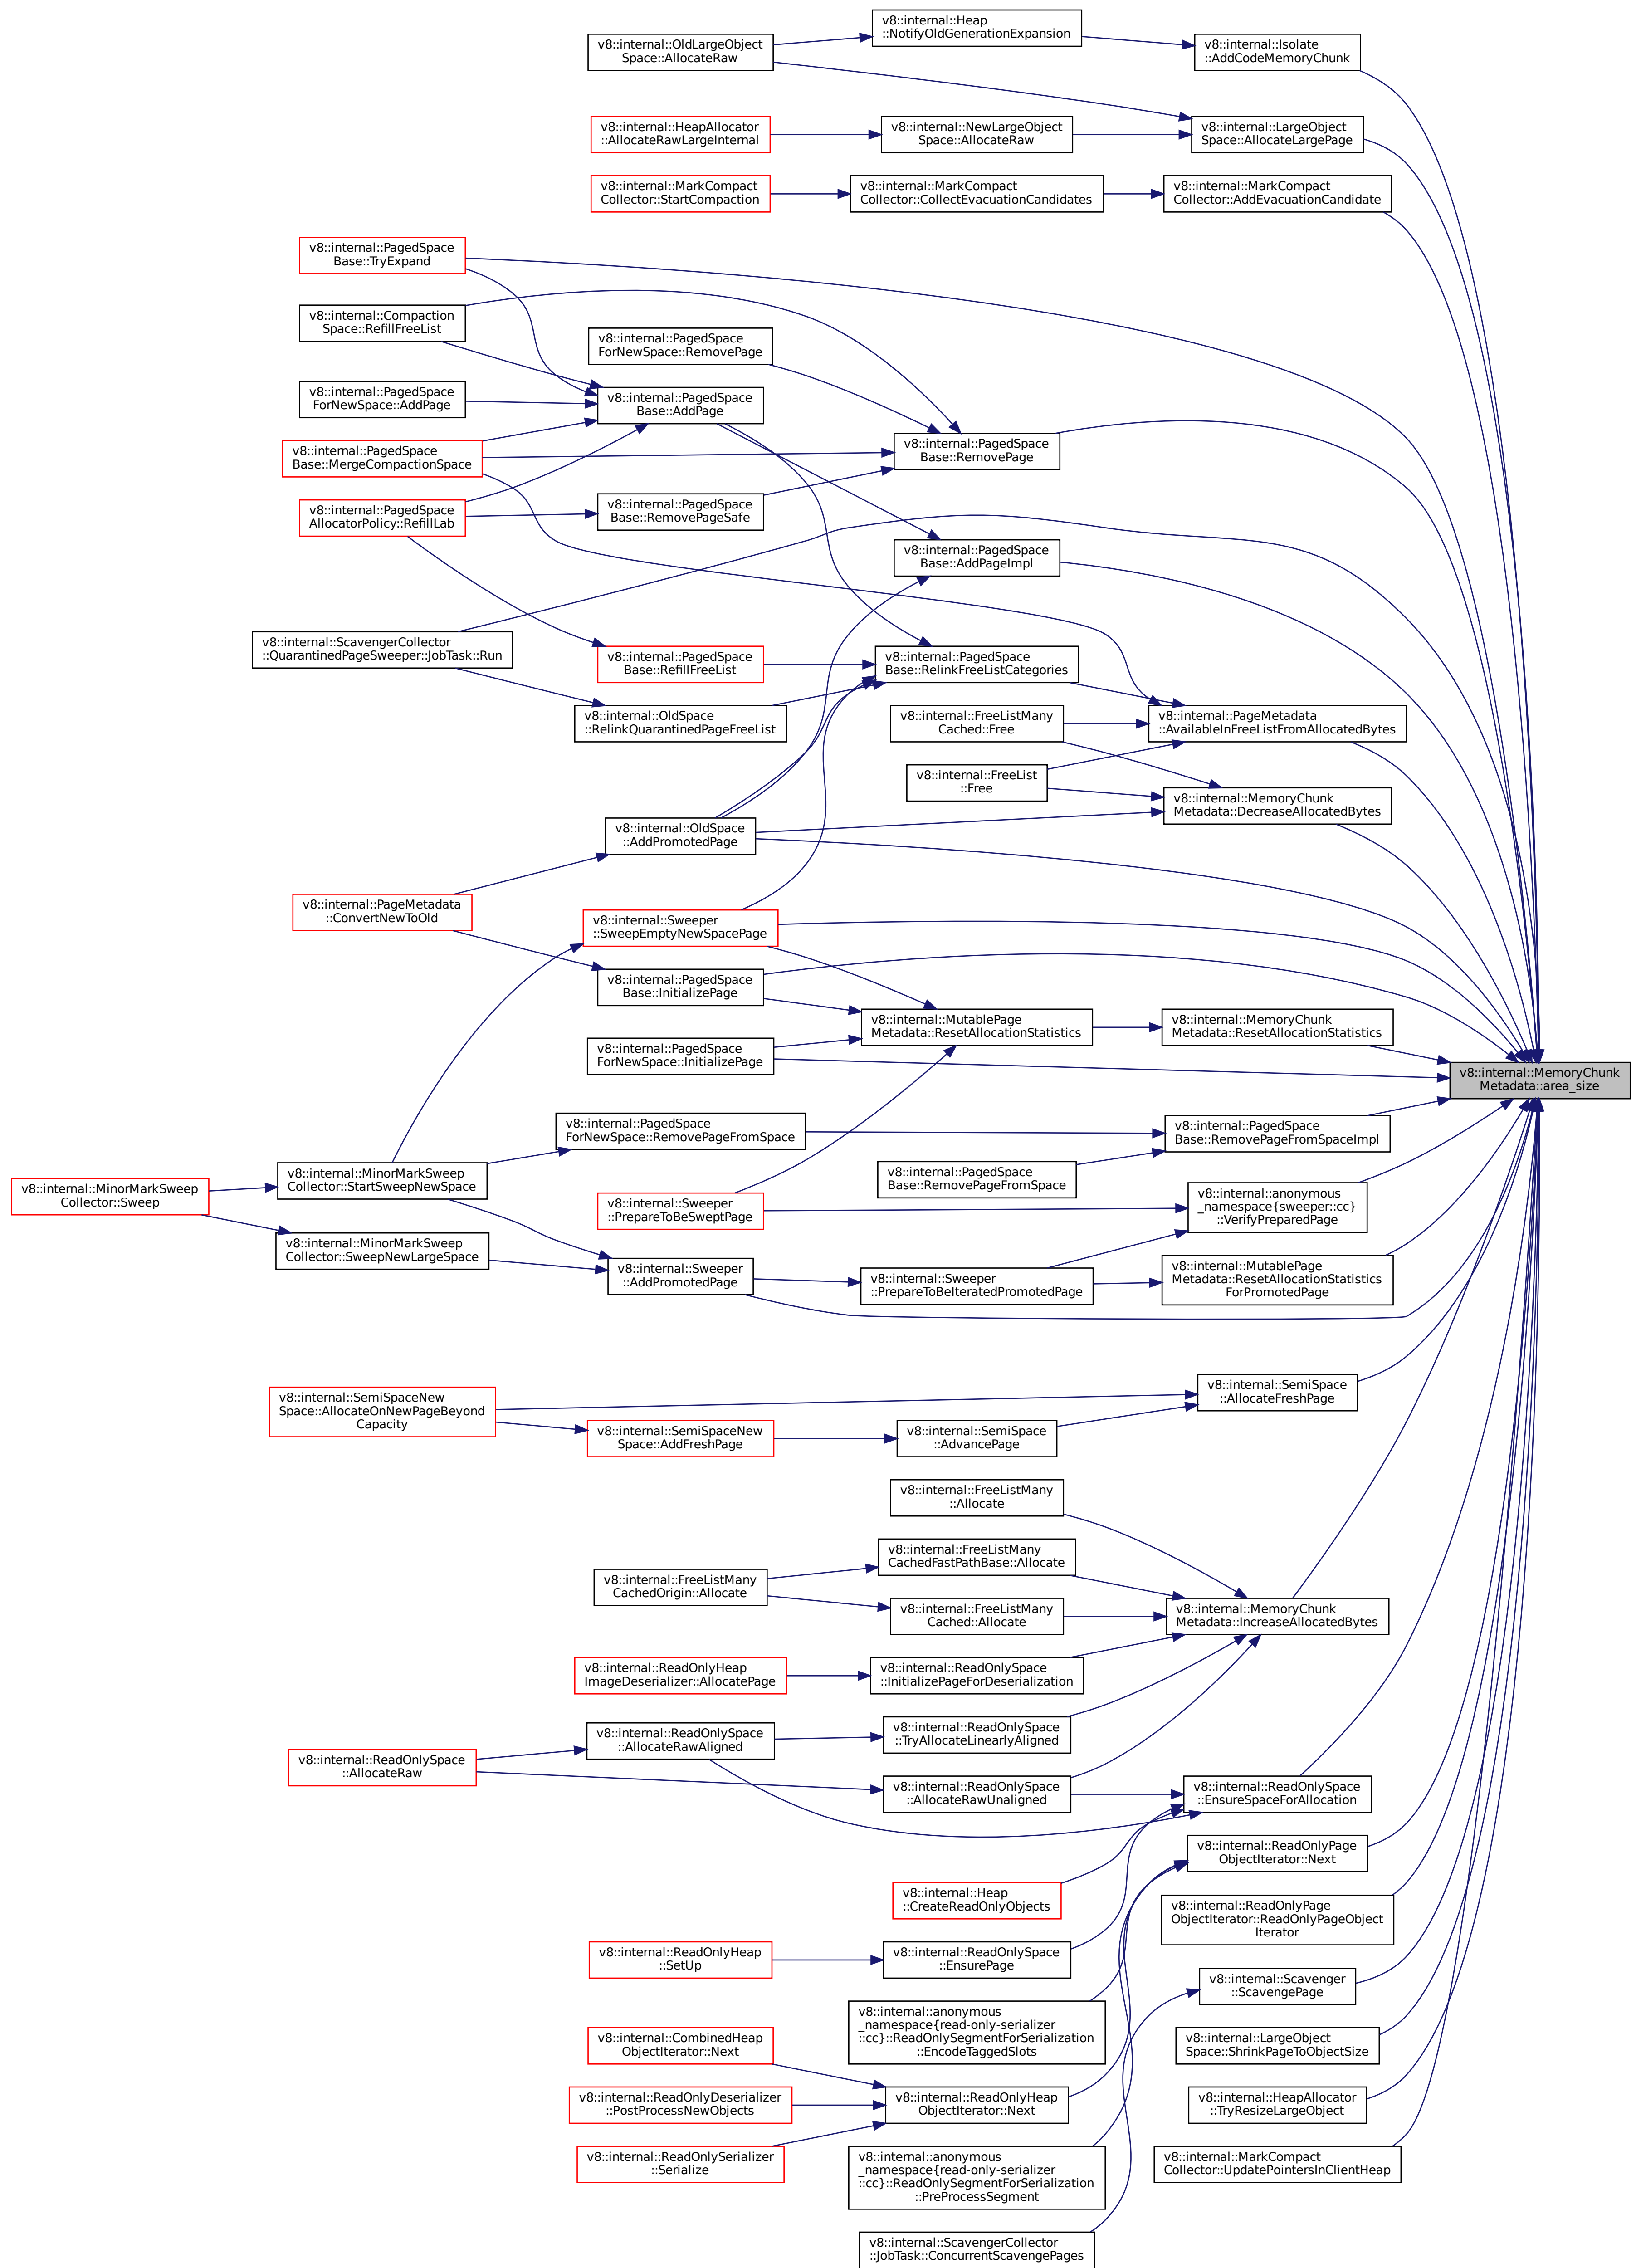 v8::internal::Heap
::NotifyOldGenerationExpansion
v8::internal::OldLargeObject
Space::AllocateRaw
v8::internal::Isolate
::AddCodeMemoryChunk
v8::internal::HeapAllocator
::AllocateRawLargeInternal
v8::internal::NewLargeObject
Space::AllocateRaw
v8::internal::LargeObject
Space::AllocateLargePage
v8::internal::MarkCompact
Collector::StartCompaction
v8::internal::MarkCompact
Collector::CollectEvacuationCandidates
v8::internal::MarkCompact
Collector::AddEvacuationCandidate
v8::internal::PagedSpace
Base::TryExpand
v8::internal::Compaction
Space::RefillFreeList
v8::internal::PagedSpace
ForNewSpace::RemovePage
v8::internal::PagedSpace
ForNewSpace::AddPage
v8::internal::PagedSpace
Base::AddPage
v8::internal::PagedSpace
Base::MergeCompactionSpace
v8::internal::PagedSpace
Base::RemovePage
v8::internal::PagedSpace
AllocatorPolicy::RefillLab
v8::internal::PagedSpace
Base::RemovePageSafe
v8::internal::PagedSpace
Base::AddPageImpl
v8::internal::ScavengerCollector
::QuarantinedPageSweeper::JobTask::Run
v8::internal::PagedSpace
Base::RefillFreeList
v8::internal::PagedSpace
Base::RelinkFreeListCategories
v8::internal::OldSpace
::RelinkQuarantinedPageFreeList
v8::internal::FreeListMany
Cached::Free
v8::internal::PageMetadata
::AvailableInFreeListFromAllocatedBytes
v8::internal::FreeList
::Free
v8::internal::MemoryChunk
Metadata::DecreaseAllocatedBytes
v8::internal::OldSpace
::AddPromotedPage
v8::internal::PageMetadata
::ConvertNewToOld
v8::internal::Sweeper
::SweepEmptyNewSpacePage
v8::internal::PagedSpace
Base::InitializePage
v8::internal::MutablePage
Metadata::ResetAllocationStatistics
v8::internal::MemoryChunk
Metadata::ResetAllocationStatistics
v8::internal::PagedSpace
ForNewSpace::InitializePage
v8::internal::MemoryChunk
Metadata::area_size
v8::internal::PagedSpace
ForNewSpace::RemovePageFromSpace
v8::internal::PagedSpace
Base::RemovePageFromSpaceImpl
v8::internal::MinorMarkSweep
Collector::StartSweepNewSpace
v8::internal::PagedSpace
Base::RemovePageFromSpace
v8::internal::MinorMarkSweep
Collector::Sweep
v8::internal::Sweeper
::PrepareToBeSweptPage
v8::internal::anonymous
_namespace{sweeper::cc}
::VerifyPreparedPage
v8::internal::MinorMarkSweep
Collector::SweepNewLargeSpace
v8::internal::Sweeper
::AddPromotedPage
v8::internal::Sweeper
::PrepareToBeIteratedPromotedPage
v8::internal::MutablePage
Metadata::ResetAllocationStatistics
ForPromotedPage
v8::internal::SemiSpaceNew
Space::AllocateOnNewPageBeyond
Capacity
v8::internal::SemiSpace
::AllocateFreshPage
v8::internal::SemiSpaceNew
Space::AddFreshPage
v8::internal::SemiSpace
::AdvancePage
v8::internal::FreeListMany
::Allocate
v8::internal::FreeListMany
CachedFastPathBase::Allocate
v8::internal::FreeListMany
CachedOrigin::Allocate
v8::internal::FreeListMany
Cached::Allocate
v8::internal::MemoryChunk
Metadata::IncreaseAllocatedBytes
v8::internal::ReadOnlyHeap
ImageDeserializer::AllocatePage
v8::internal::ReadOnlySpace
::InitializePageForDeserialization
v8::internal::ReadOnlySpace
::AllocateRawAligned
v8::internal::ReadOnlySpace
::TryAllocateLinearlyAligned
v8::internal::ReadOnlySpace
::AllocateRaw
v8::internal::ReadOnlySpace
::AllocateRawUnaligned
v8::internal::ReadOnlySpace
::EnsureSpaceForAllocation
v8::internal::ReadOnlyPage
ObjectIterator::Next
v8::internal::Heap
::CreateReadOnlyObjects
v8::internal::ReadOnlyPage
ObjectIterator::ReadOnlyPageObject
Iterator
v8::internal::ReadOnlyHeap
::SetUp
v8::internal::ReadOnlySpace
::EnsurePage
v8::internal::Scavenger
::ScavengePage
v8::internal::anonymous
_namespace{read-only-serializer
::cc}::ReadOnlySegmentForSerialization
::EncodeTaggedSlots
v8::internal::CombinedHeap
ObjectIterator::Next
v8::internal::LargeObject
Space::ShrinkPageToObjectSize
v8::internal::ReadOnlyDeserializer
::PostProcessNewObjects
v8::internal::ReadOnlyHeap
ObjectIterator::Next
v8::internal::HeapAllocator
::TryResizeLargeObject
v8::internal::ReadOnlySerializer
::Serialize
v8::internal::anonymous
_namespace{read-only-serializer
::cc}::ReadOnlySegmentForSerialization
::PreProcessSegment
v8::internal::MarkCompact
Collector::UpdatePointersInClientHeap
v8::internal::ScavengerCollector
::JobTask::ConcurrentScavengePages